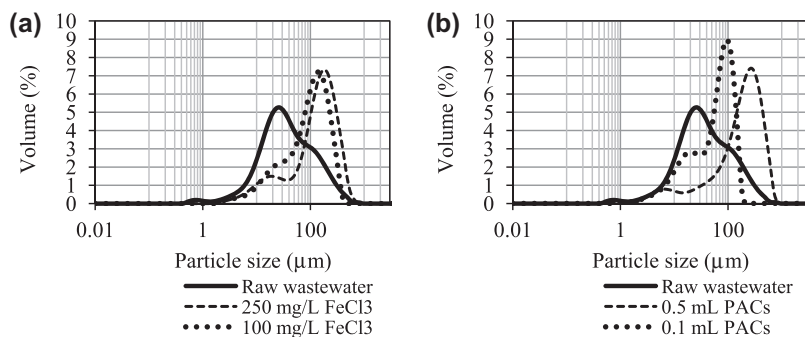 (a)
Volume (%)
10
9
8
7
6
5
4
3
2
1
0
0.01
1
100
Particle size (µm)
Raw wastewater
250 mg/L FeCl3
100 mg/L FeCl3
(b)
Volume (%)
10
9
8
7
6
5
4
3
2
1
0
0.01
1
100
Particle size (µm)
Raw wastewater
0.5 mL PACs
0.1 mL PACs